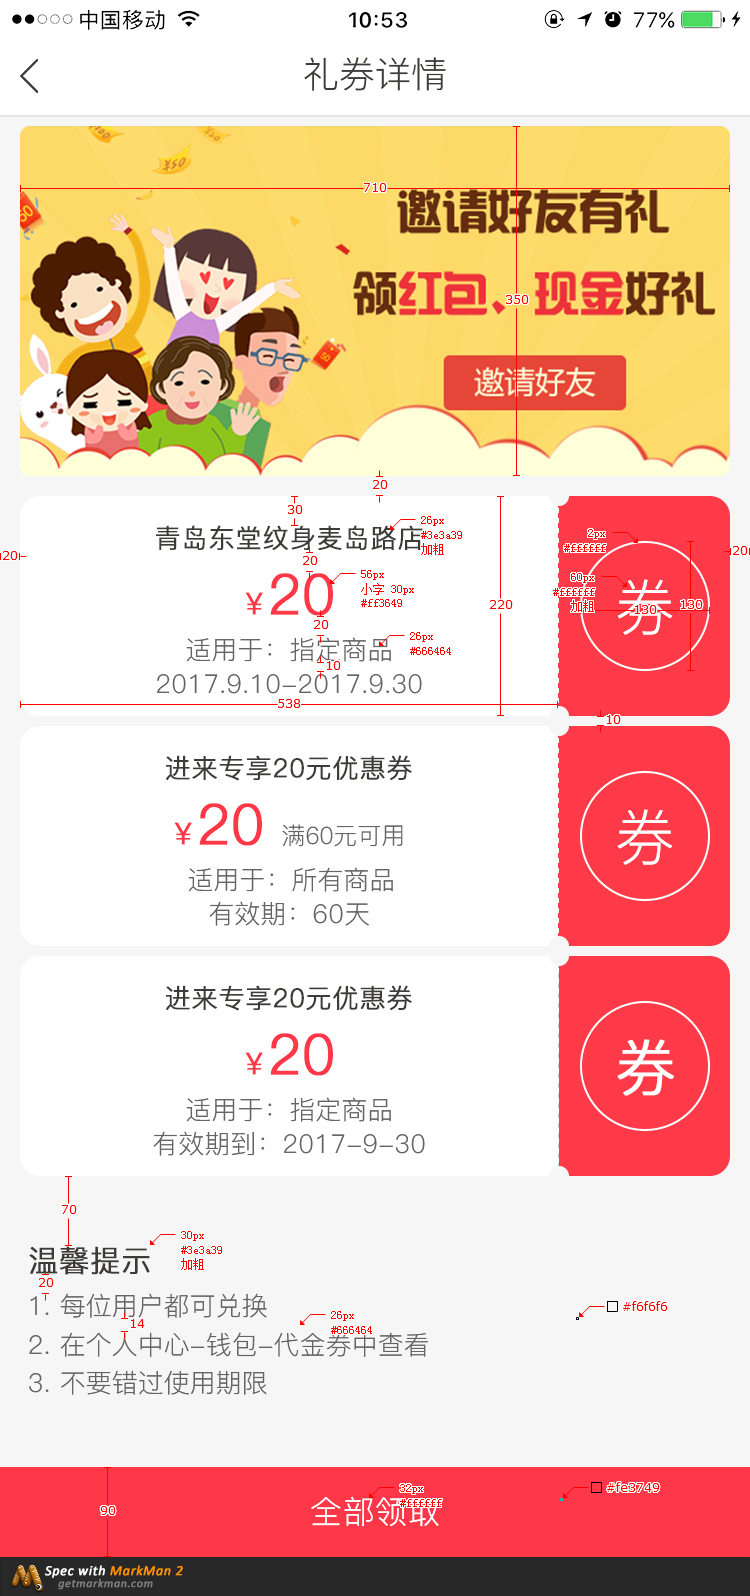 中国移动
10:53
77%
礼券详情
710
邀请好友有礼
350
领红包、现金好礼
邀请好友
20
30
青岛东堂纹身麦岛路店
26px
#3e3a39
加粗
2px
#ffffff
20
20
20
¥20
56px
小字 30px
#ff3649
60px
#ffffff
加粗
220
130
130
券
20
适用于：指定商品
26px
#666464
10
2017.9.10-2017.9.30
538
10
进来专享20元优惠券
¥20 满60元可用
券
适用于：所有商品
有效期：60天
进来专享20元优惠券
¥20
券
适用于：指定商品
有效期到：2017-9-30
70
30px
#3e3a39
加粗
温馨提示
20
1. 每位用户都可兑换
#f6f6f6
14
26px
#666464
2. 在个人中心-钱包-代金券中查看
3. 不要错过使用期限
32px
#ffffff
#fe3749
90
全部领取
Spec with MarkMan 2
getmarkman.com